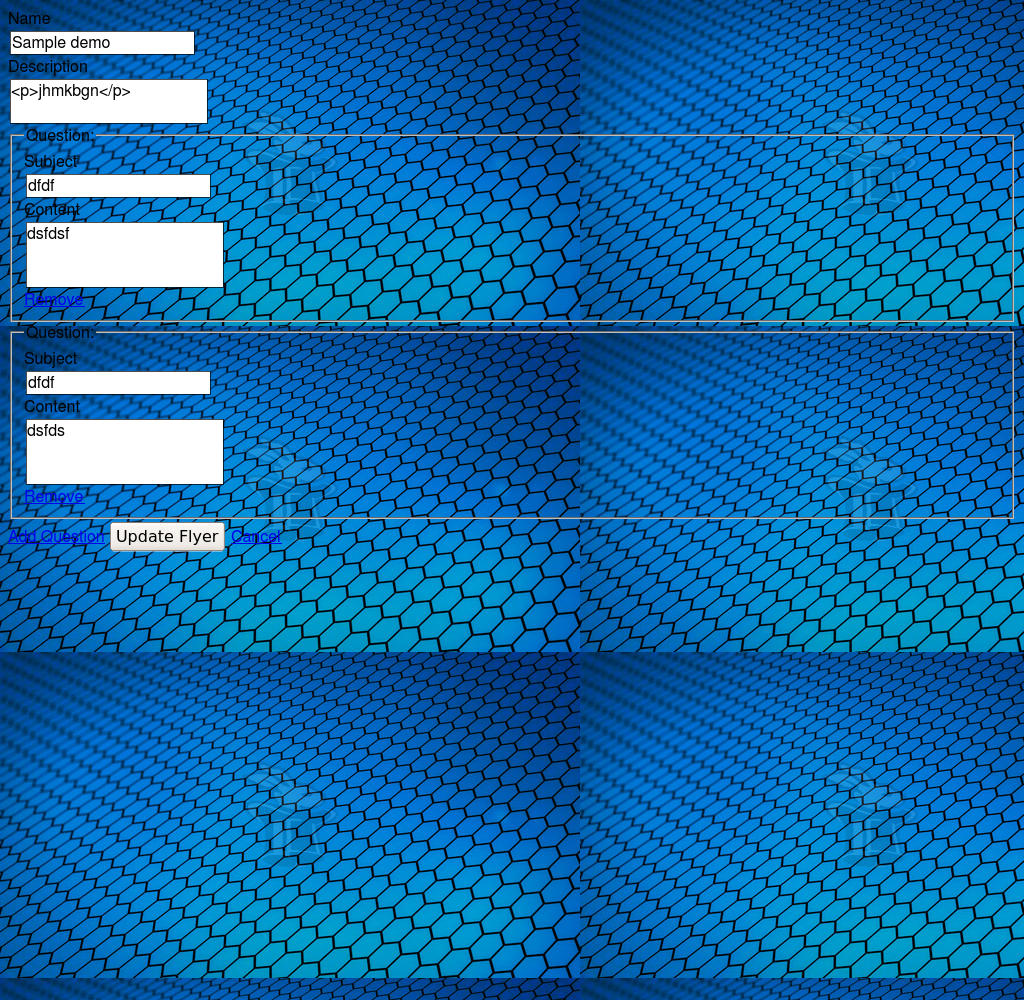 Name
Sample demo
Description
<p>jhmkbgn</p>
Question:
Subject
dfdf
Content
dsfdsf
Remove
Question:
Subject
dfdf
Content
dsfds
Remove
Add Question Update Flyer Cancel